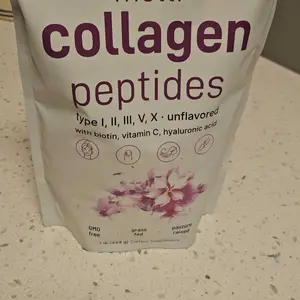 collagen
peptides
type I, II, III, V, X · unflavored
with biotin, vitamin C, hyaluronic acid
GMO free
grass fed
pasture raised